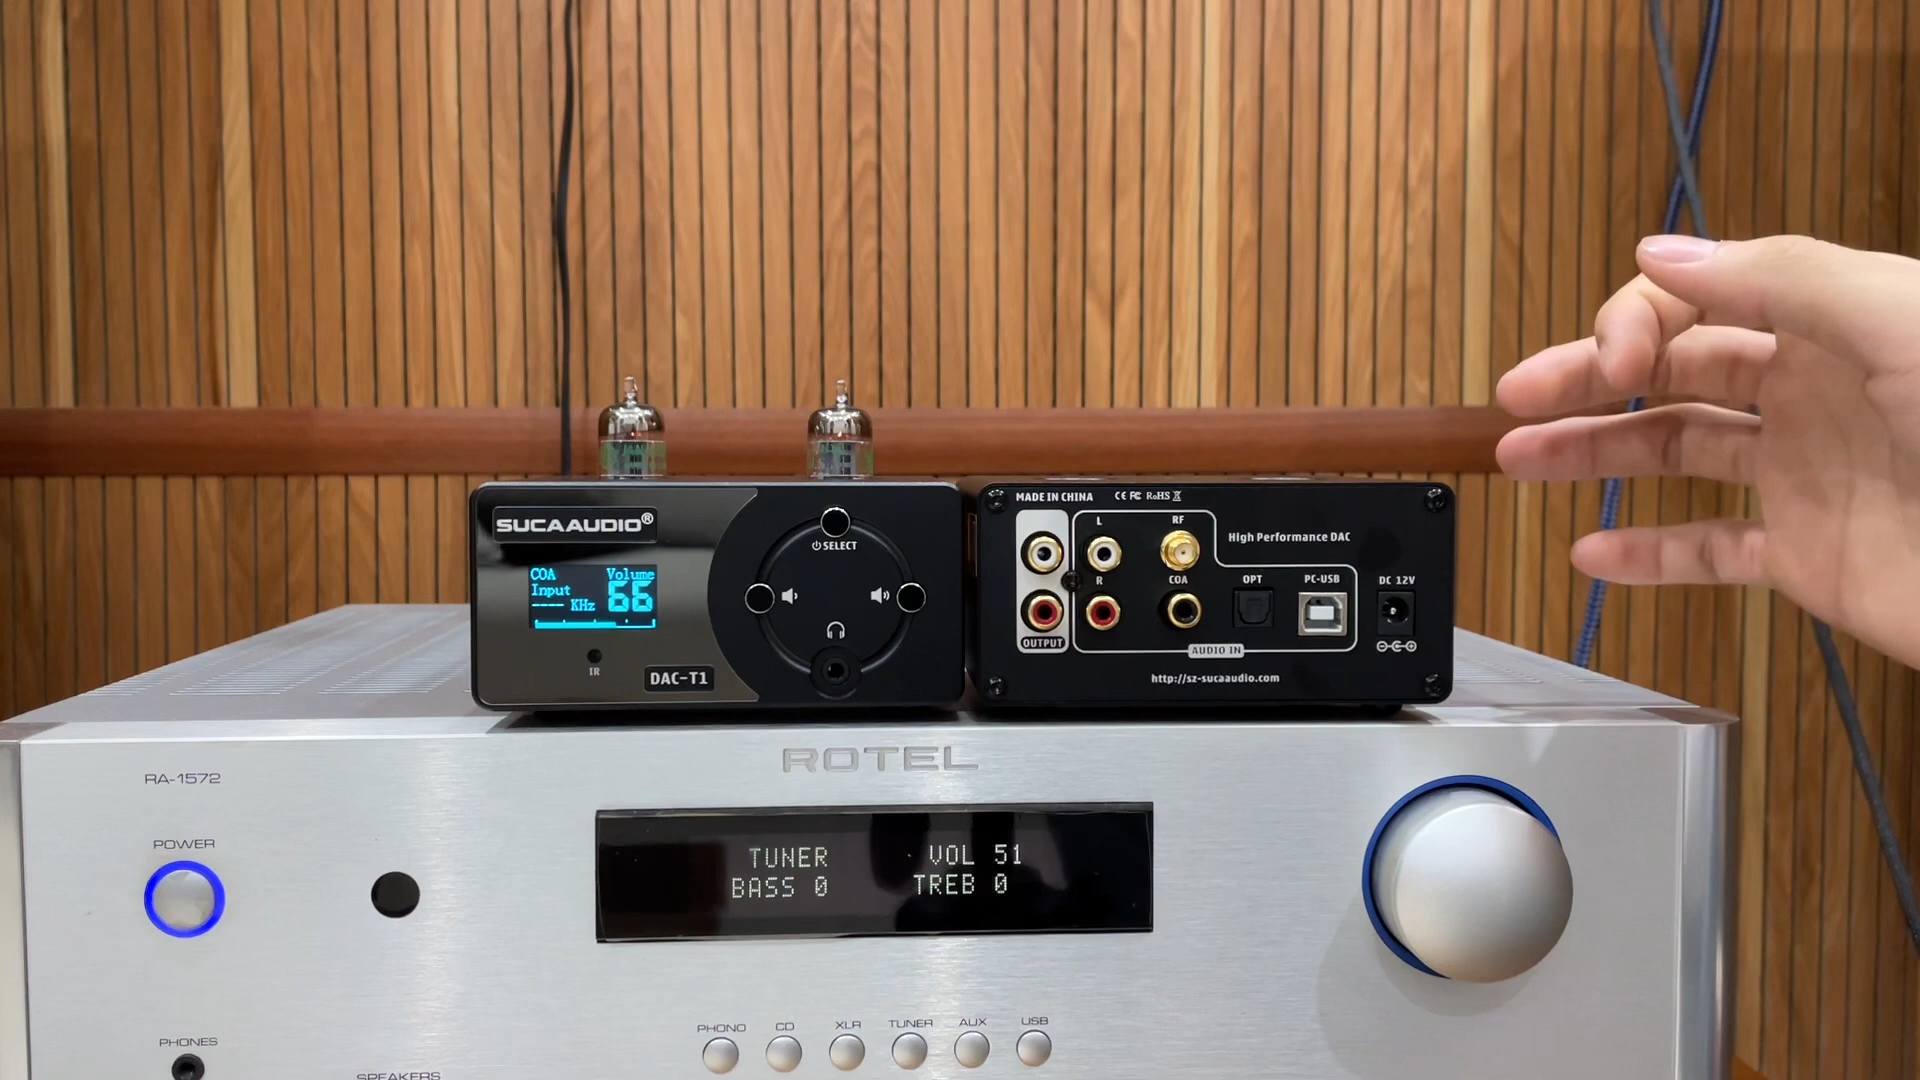 SUCAAUDIO®
COA Volume
Input 66
---- KHz
IR
DAC-T1
SELECT
MADE IN CHINA CE FC RoHS
L RF
High Performance DAC
R COA OPT PC-USB DC 12V
OUTPUT
AUDIO IN
http://sz-sucaaudio.com
ROTEL
RA-1572
POWER
TUNER VOL 51
BASS 0 TREB 0
PHONO CD XLR TUNER AUX USB
PHONES
SPEAKERS